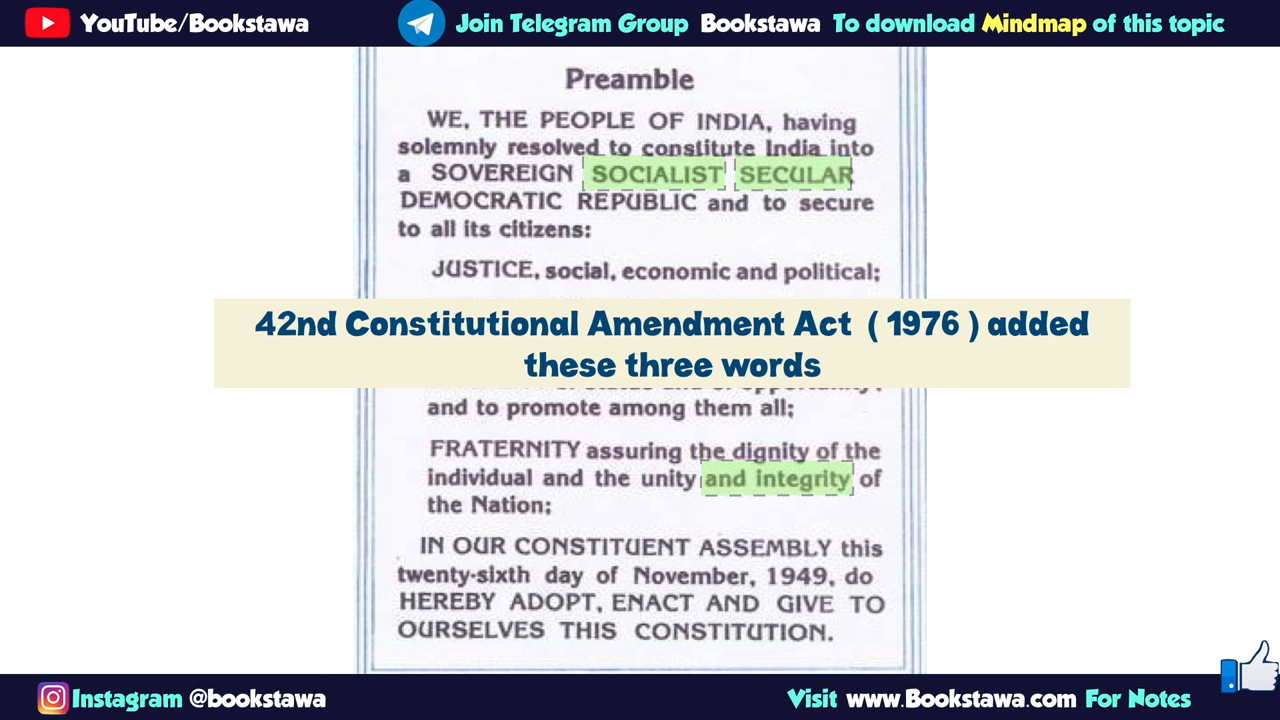 YouTube/Bookstawa
Join Telegram Group Bookstawa To download Mindmap of this topic
Preamble
WE, THE PEOPLE OF INDIA, having
solemnly resolved to constitute India into
a SOVEREIGN SOCIALIST SECULAR
DEMOCRATIC REPUBLIC and to secure
to all its citizens:
JUSTICE, social, economic and political;
42nd Constitutional Amendment Act ( 1976 ) added
these three words
and to promote among them all;
FRATERNITY assuring the dignity of the
individual and the unity and integrity of
the Nation;
IN OUR CONSTITUENT ASSEMBLY this
twenty-sixth day of November, 1949, do
HEREBY ADOPT, ENACT AND GIVE TO
OURSELVES THIS CONSTITUTION.
Instagram @bookstawa
Visit www.Bookstawa.com For Notes